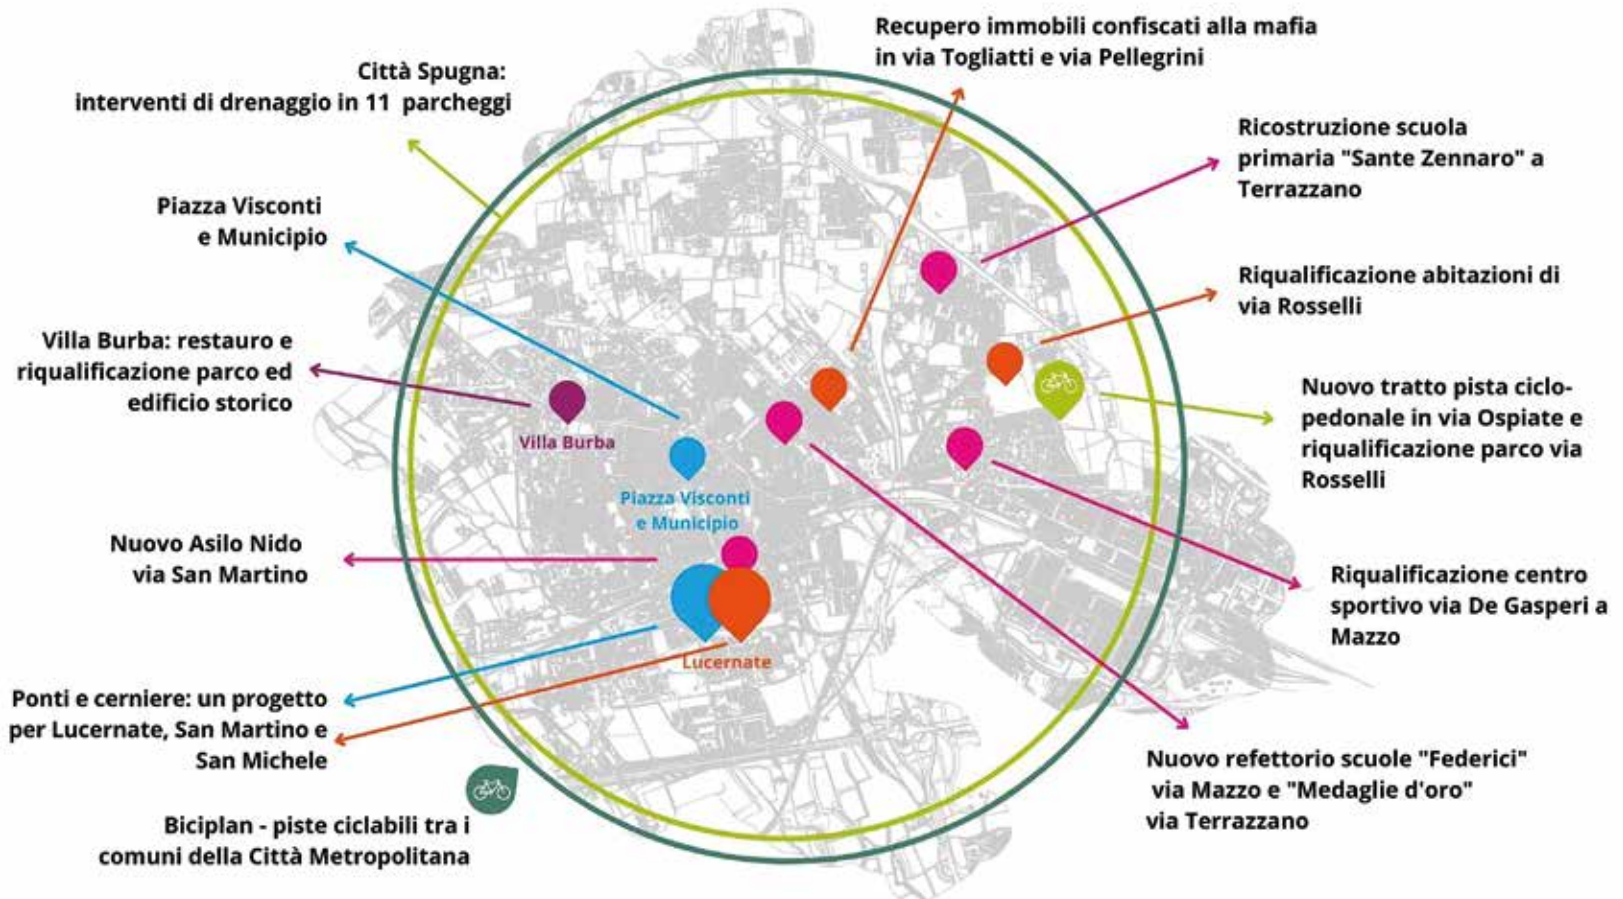 Recupero immobili confiscati alla mafia
in via Togliatti e via Pellegrini
Città Spugna:
interventi di drenaggio in 11 parcheggi
Ricostruzione scuola
primaria "Sante Zennaro" a
Terrazzano
Piazza Visconti
e Municipio
Riqualificazione abitazioni di
via Rosselli
Villa Burba: restauro e
riqualificazione parco ed
edificio storico
Nuovo tratto pista ciclo-
pedonale in via Ospiate e
riqualificazione parco via
Rosselli
Villa Burba
Piazza Visconti
e Municipio
Nuovo Asilo Nido
via San Martino
Riqualificazione centro
sportivo via De Gasperi a
Mazzo
Lucernate
Ponti e cerniere: un progetto
per Lucernate, San Martino e
San Michele
Nuovo refettorio scuole "Federici"
via Mazzo e "Medaglie d'oro"
via Terrazzano
Biciplan - piste ciclabili tra i
comuni della Città Metropolitana